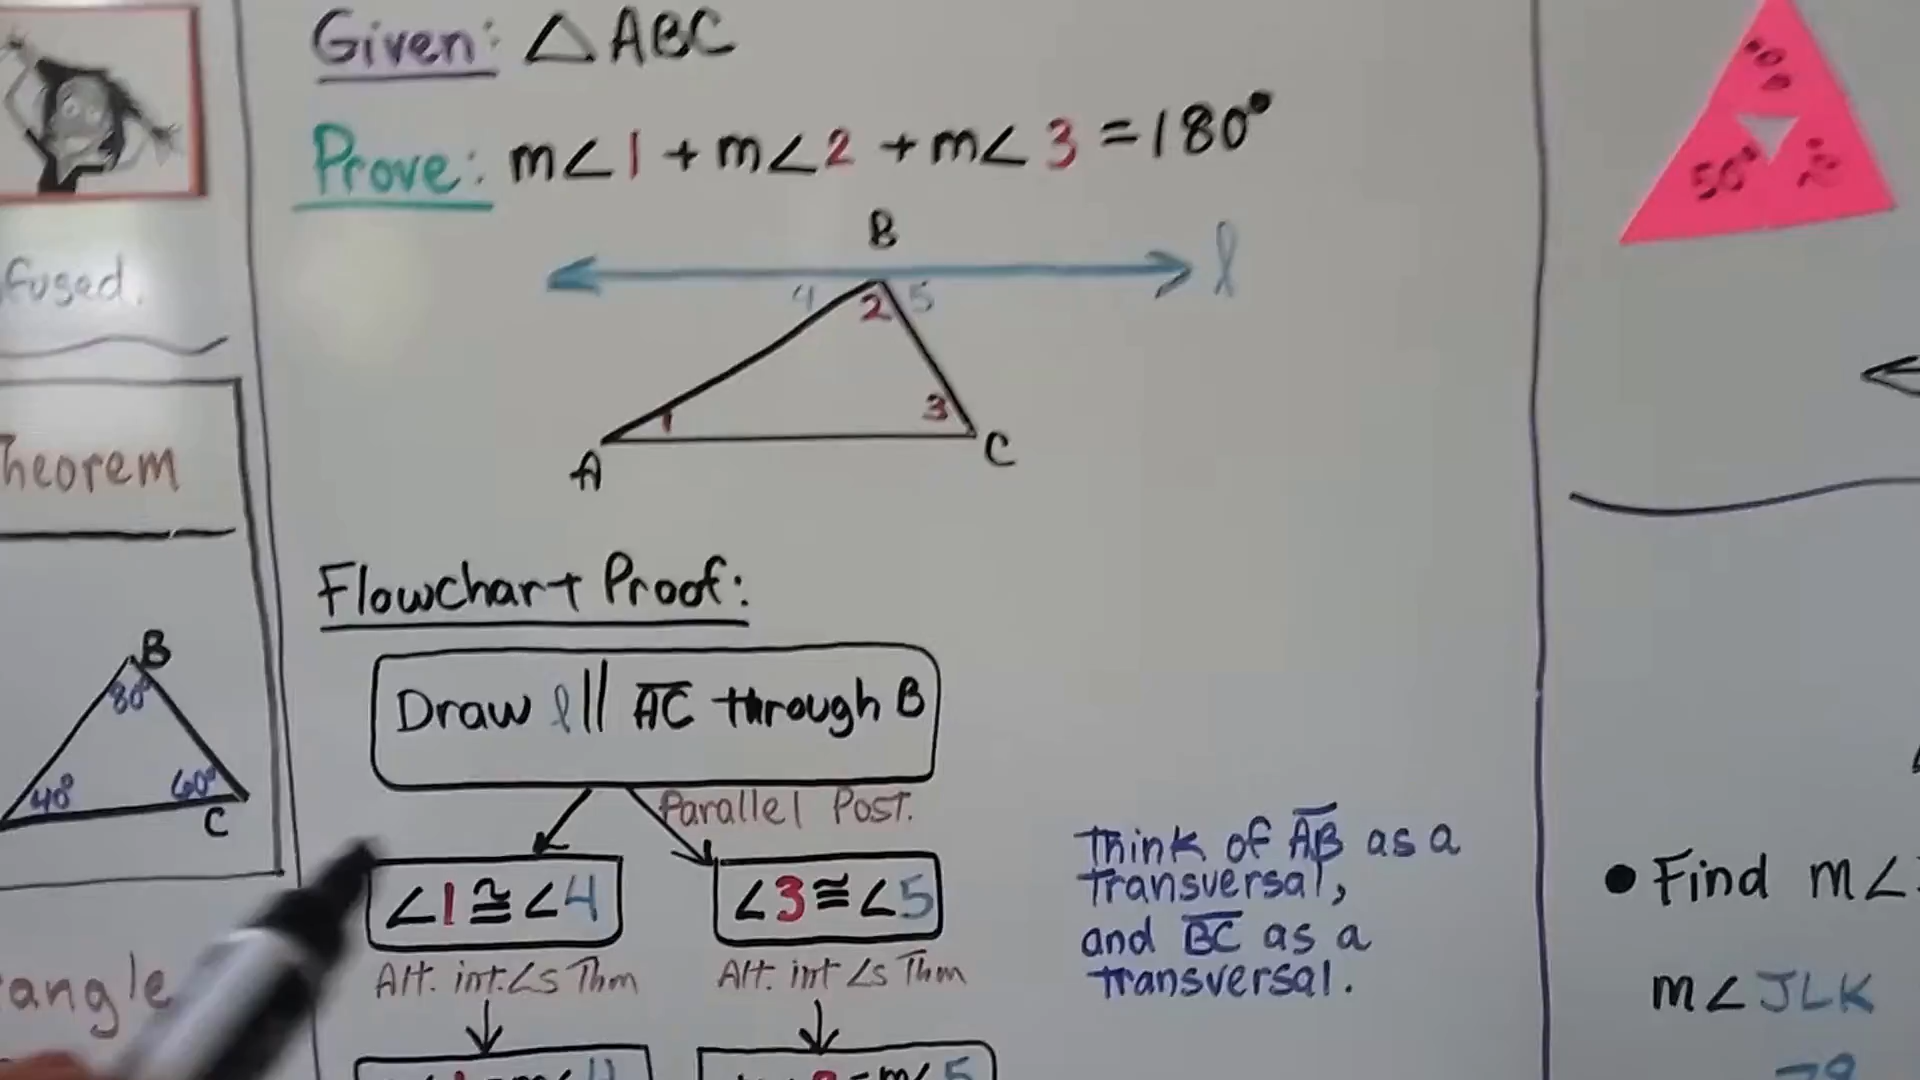 Given: △ABC
Prove: m∠1 + m∠2 + m∠3 = 180°
B
l
4 2 5
1 3
A C
Flowchart Proof:
Draw l || AC through B
Parallel Post.
∠1 ≅ ∠4
∠3 ≅ ∠5
Alt. int. ∠s Thm
Alt. int ∠s Thm
Think of AB as a
transversal,
and BC as a
transversal.
fused.
heorem
B
80°
40° 60°
C
angle
50°
• Find m∠
m∠JLK